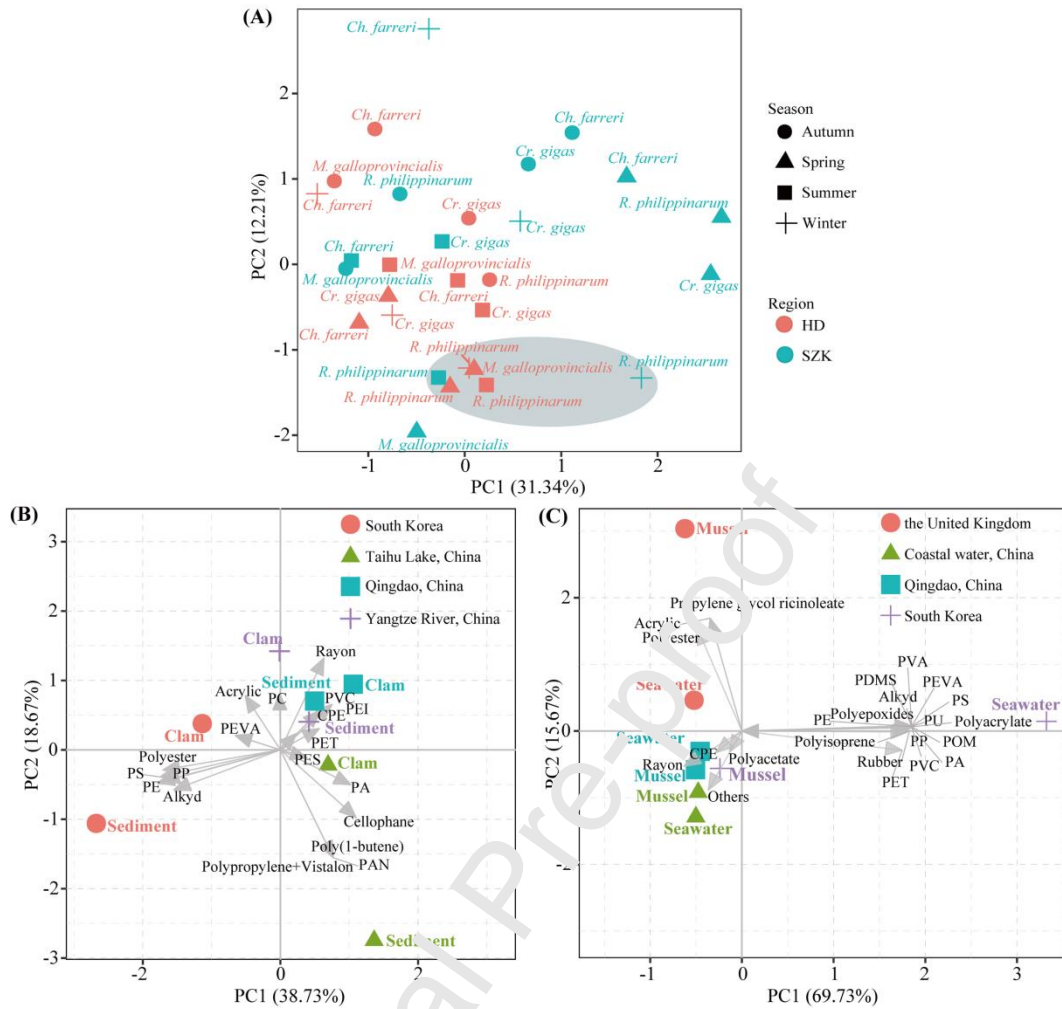 (A)
Ch. farreri
2
Ch. farreri
Ch. farreri
Cr. gigas
Ch. farreri
M. galloprovincialis
R. philippinarum
R. philippinarum
1
Ch. farreri
Cr. gigas
Cr. gigas
Cr. gigas
Ch. farreri
0
M. galloprovincialis
M. galloprovincialis
R. philippinarum
Cr. gigas
Cr. gigas
Ch. farreri
Cr. gigas
Ch. farreri
Cr. gigas
-1
R. philippinarum
R. philippinarum
R. philippinarum
M. galloprovincialis
R. philippinarum
R. philippinarum
-2
M. galloprovincialis
PC2 (12.21%)
-1
0
1
2
PC1 (31.34%)
Season
Autumn
Spring
Summer
Winter
Region
HD
SZK
(B)
South Korea
Taihu Lake, China
Qingdao, China
Yangtze River, China
3
2
1
0
-1
-2
-3
PC2 (18.67%)
Clam
Rayon
Sediment
Clam
Acrylic
PC
PVC
PEI
CPE
PEVA
Sediment
Clam
PET
Polyester
PES
Clam
PS
PP
PE
PA
Alkyd
Cellophane
Sediment
Poly(1-butene)
Polypropylene+Vistalon
PAN
Sediment
-2
0
2
PC1 (38.73%)
(C)
the United Kingdom
Coastal water, China
Qingdao, China
South Korea
2
0
-2
PC2 (15.67%)
Mussel
Propylene glycol ricinoleate
Acrylic
Polyester
PVA
Seawater
PDMS
PEVA
Alkyd
PS
Seawater
Polyepoxides
PE
PU
Polyacrylate
Seawater
Polyisoprene
PP
POM
CPE
Polyacetate
Rubber
PVC
PA
Rayon
Mussel
Mussel
PET
Mussel
Others
Seawater
-1
0
1
2
3
PC1 (69.73%)
al Pre-proof